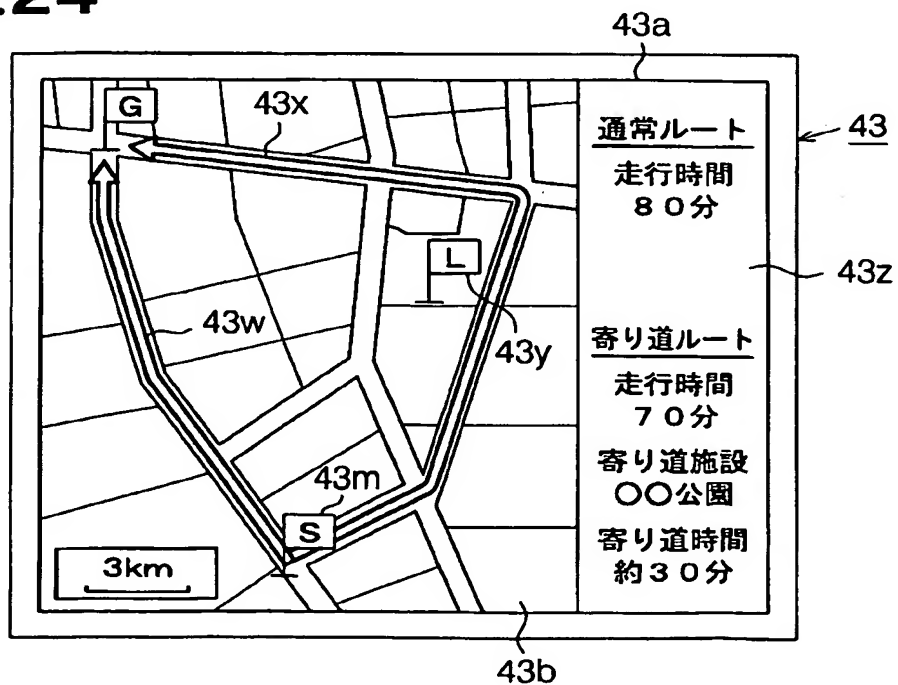 .24
43a
43
43z
43x
G
43w
L
43y
43m
S
3km
43b
通常ルート
走行時間
８０分
寄り道ルート
走行時間
７０分
寄り道施設
〇〇公園
寄り道時間
約３０分